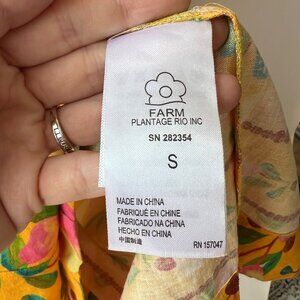 FARM
PLANTAGE RIO INC
SN 282354
S
MADE IN CHINA
FABRIQUÉ EN CHINE
FABRICADO NA CHINA
HECHO EN CHINA
中国制造
RN 157047